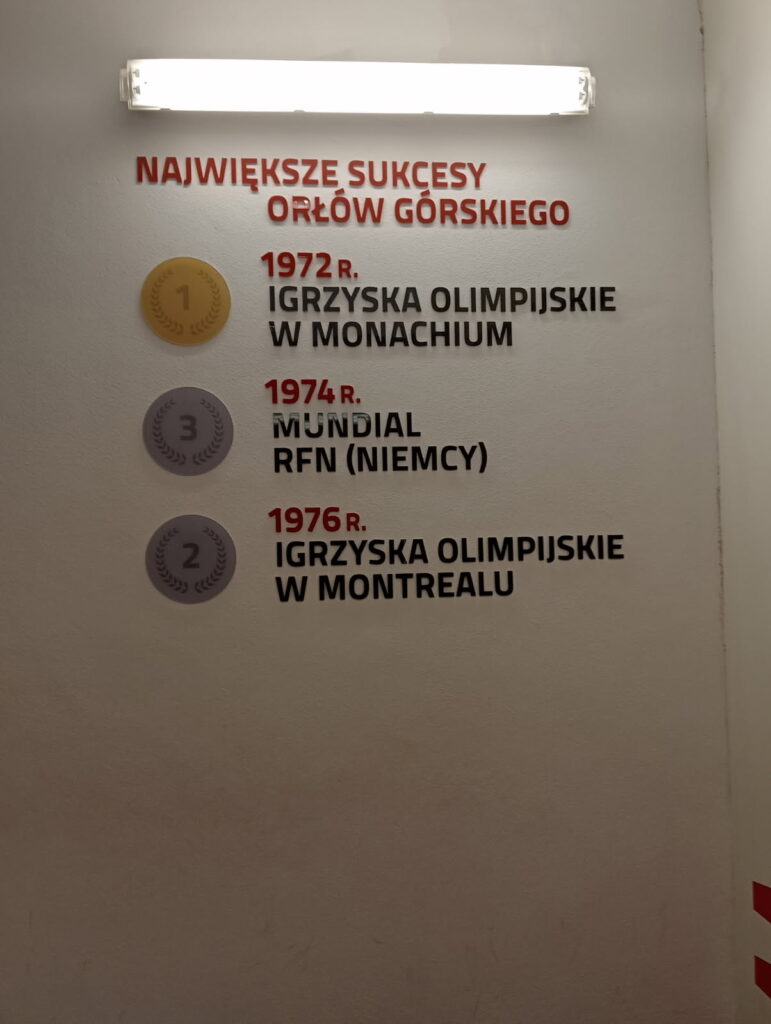 NAJWIĘKSZE SUKCESY
ORŁÓW GÓRSKIEGO
1
1972 R.
IGRZYSKA OLIMPIJSKIE
W MONACHIUM
3
1974 R.
MUNDIAL
RFN (NIEMCY)
2
1976 R.
IGRZYSKA OLIMPIJSKIE
W MONTREALU